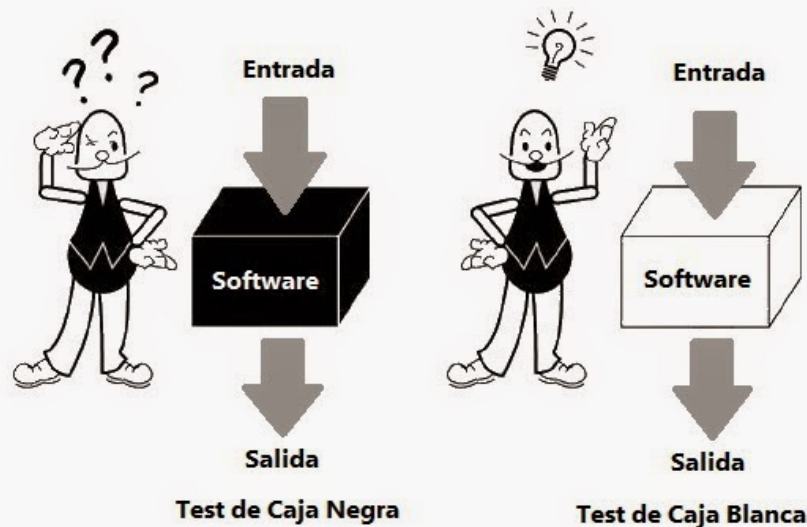 ? ? ?
Entrada
Software
Salida
Test de Caja Negra
Entrada
Software
Salida
Test de Caja Blanca